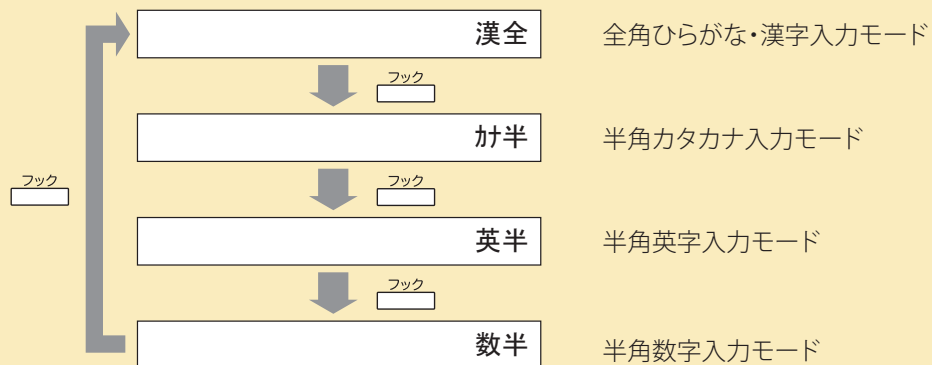 漢全
全角ひらがな・漢字入力モード
フック
ｶﾅ半
半角カタカナ入力モード
フック
フック
英半
半角英字入力モード
フック
数半
半角数字入力モード